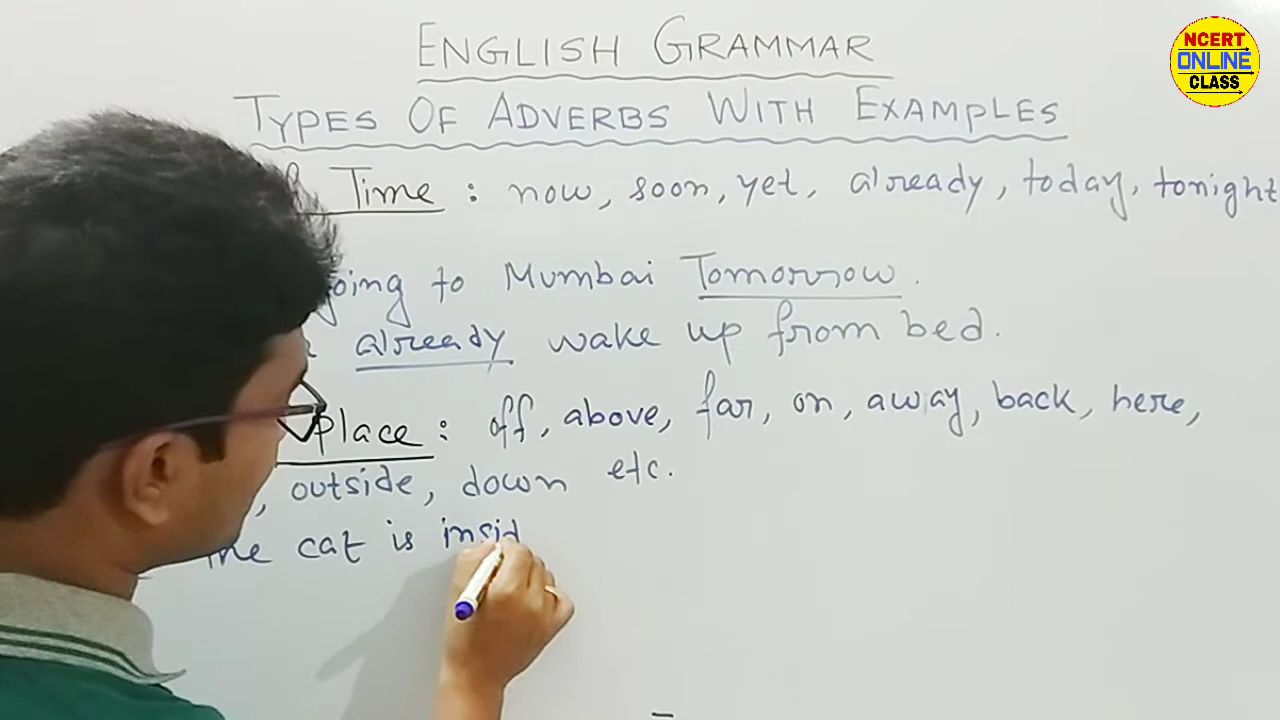 ENGLISH GRAMMAR
NCERT
ONLINE
CLASS
TYPES OF ADVERBS WITH EXAMPLES
Time : now, soon, yet, already, today, tonight
going to Mumbai Tomorrow.
already wake up from bed.
place : off, above, far, on, away, back, here,
, outside, down etc.
The cat is insid